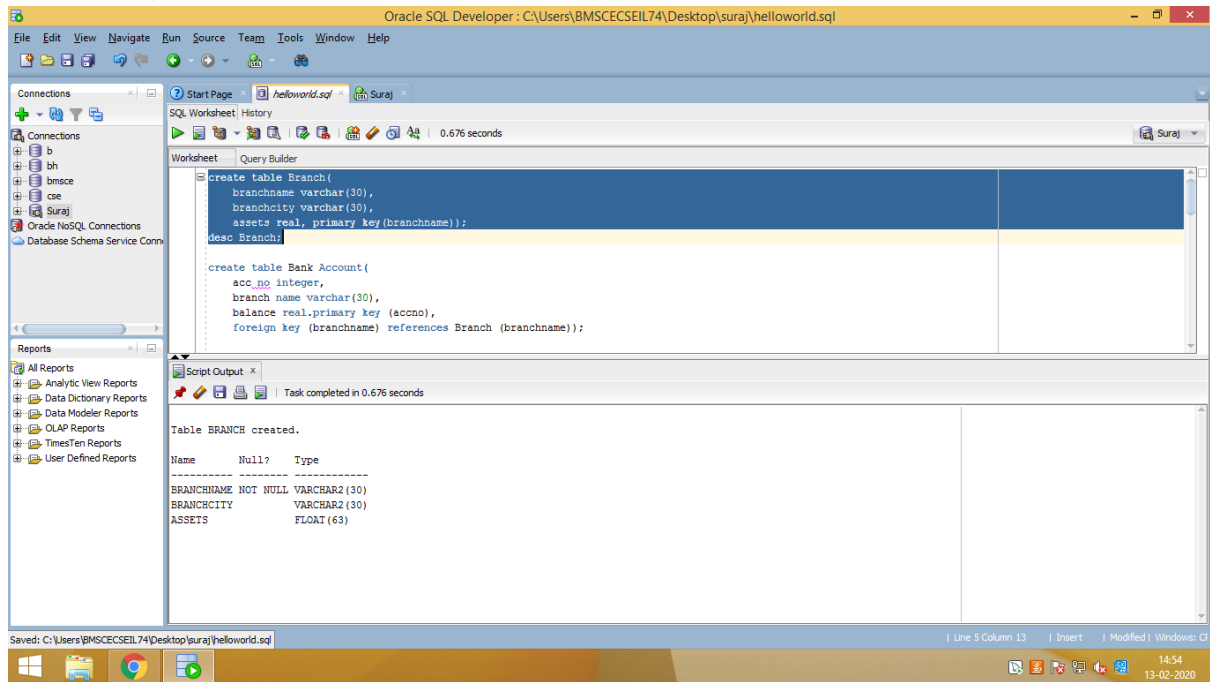 Oracle SQL Developer : C:\Users\BMSCECSEIL74\Desktop\suraj\helloworld.sql
File Edit View Navigate Run Source Team Tools Window Help
Connections
Connections
b
bh
bmsce
cse
Suraj
Oracle NoSQL Connections
Database Schema Service Conn
Reports
All Reports
Analytic View Reports
Data Dictionary Reports
Data Modeler Reports
OLAP Reports
TimesTen Reports
User Defined Reports
Start Page helloworld.sql Suraj
SQL Worksheet History
0.676 seconds
Suraj
Worksheet Query Builder
create table Branch(
branchname varchar(30),
branchcity varchar(30),
assets real, primary key(branchname));
desc Branch;
create table Bank Account(
acc no integer,
branch name varchar(30),
balance real.primary key (accno),
foreign key (branchname) references Branch (branchname));
Script Output x
Task completed in 0.676 seconds
Table BRANCH created.
Name Null? Type
---------- -------- ------------
BRANCHNAME NOT NULL VARCHAR2(30)
BRANCHCITY VARCHAR2(30)
ASSETS FLOAT(63)
Saved: C:\Users\BMSCECSEIL74\Desktop\suraj\helloworld.sql
| Line 5 Column 13 | Insert | Modified | Windows: CF
14:54
13-02-2020